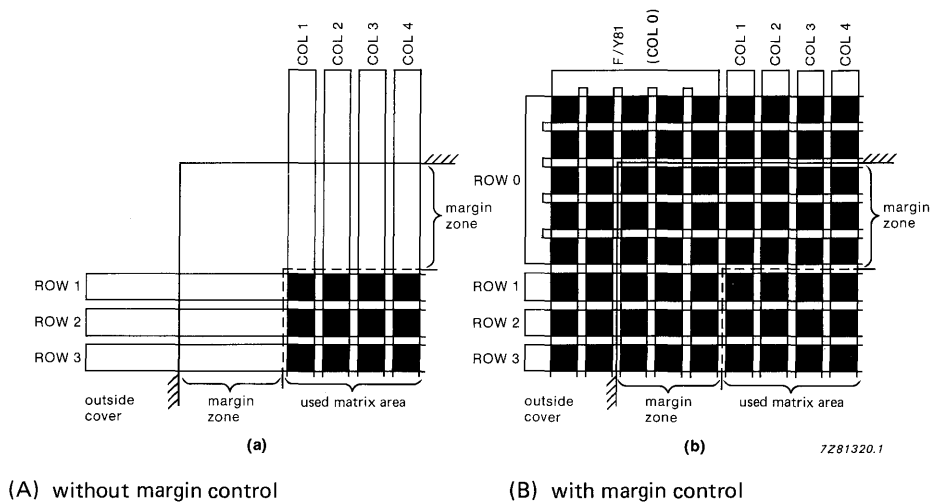 COL 1
COL 2
COL 3
COL 4
ROW 1
ROW 2
ROW 3
margin
zone
outside
cover
margin
zone
used matrix area
(a)
F/Y81
(COL 0)
COL 1
COL 2
COL 3
COL 4
ROW 0
ROW 1
ROW 2
ROW 3
margin
zone
outside
cover
margin
zone
used matrix area
(b)
7Z81320.1
(A) without margin control
(B) with margin control